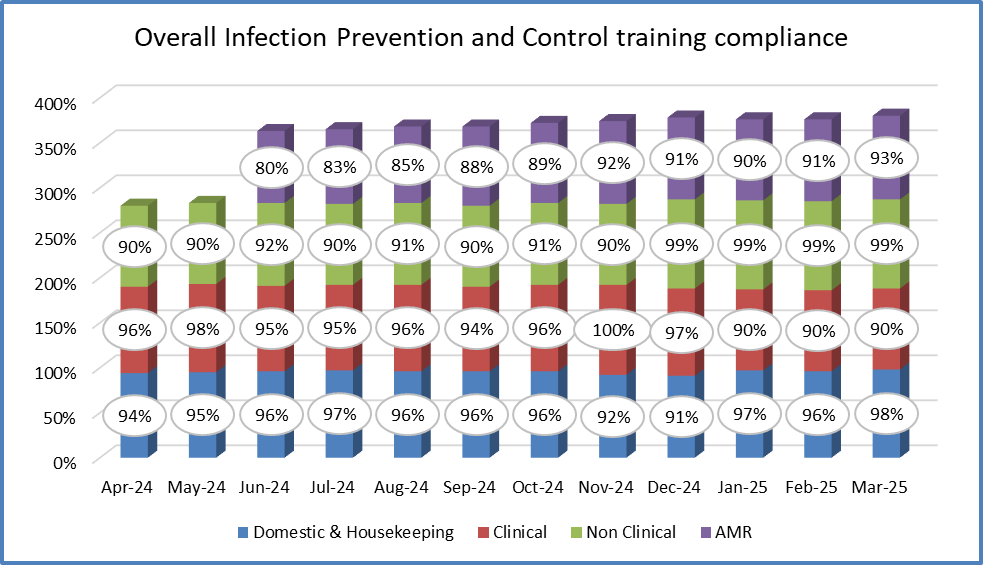 Overall Infection Prevention and Control training compliance
400%
350%
300%
250%
200%
150%
100%
50%
0%
80% 83% 85% 88% 89% 92% 91% 90% 91% 93%
90% 90% 92% 90% 91% 90% 91% 90% 99% 99% 99% 99%
96% 98% 95% 95% 96% 94% 96% 100% 97% 90% 90% 90%
94% 95% 96% 97% 96% 96% 96% 92% 91% 97% 96% 98%
Apr-24 May-24 Jun-24 Jul-24 Aug-24 Sep-24 Oct-24 Nov-24 Dec-24 Jan-25 Feb-25 Mar-25
Domestic & Housekeeping Clinical Non Clinical AMR